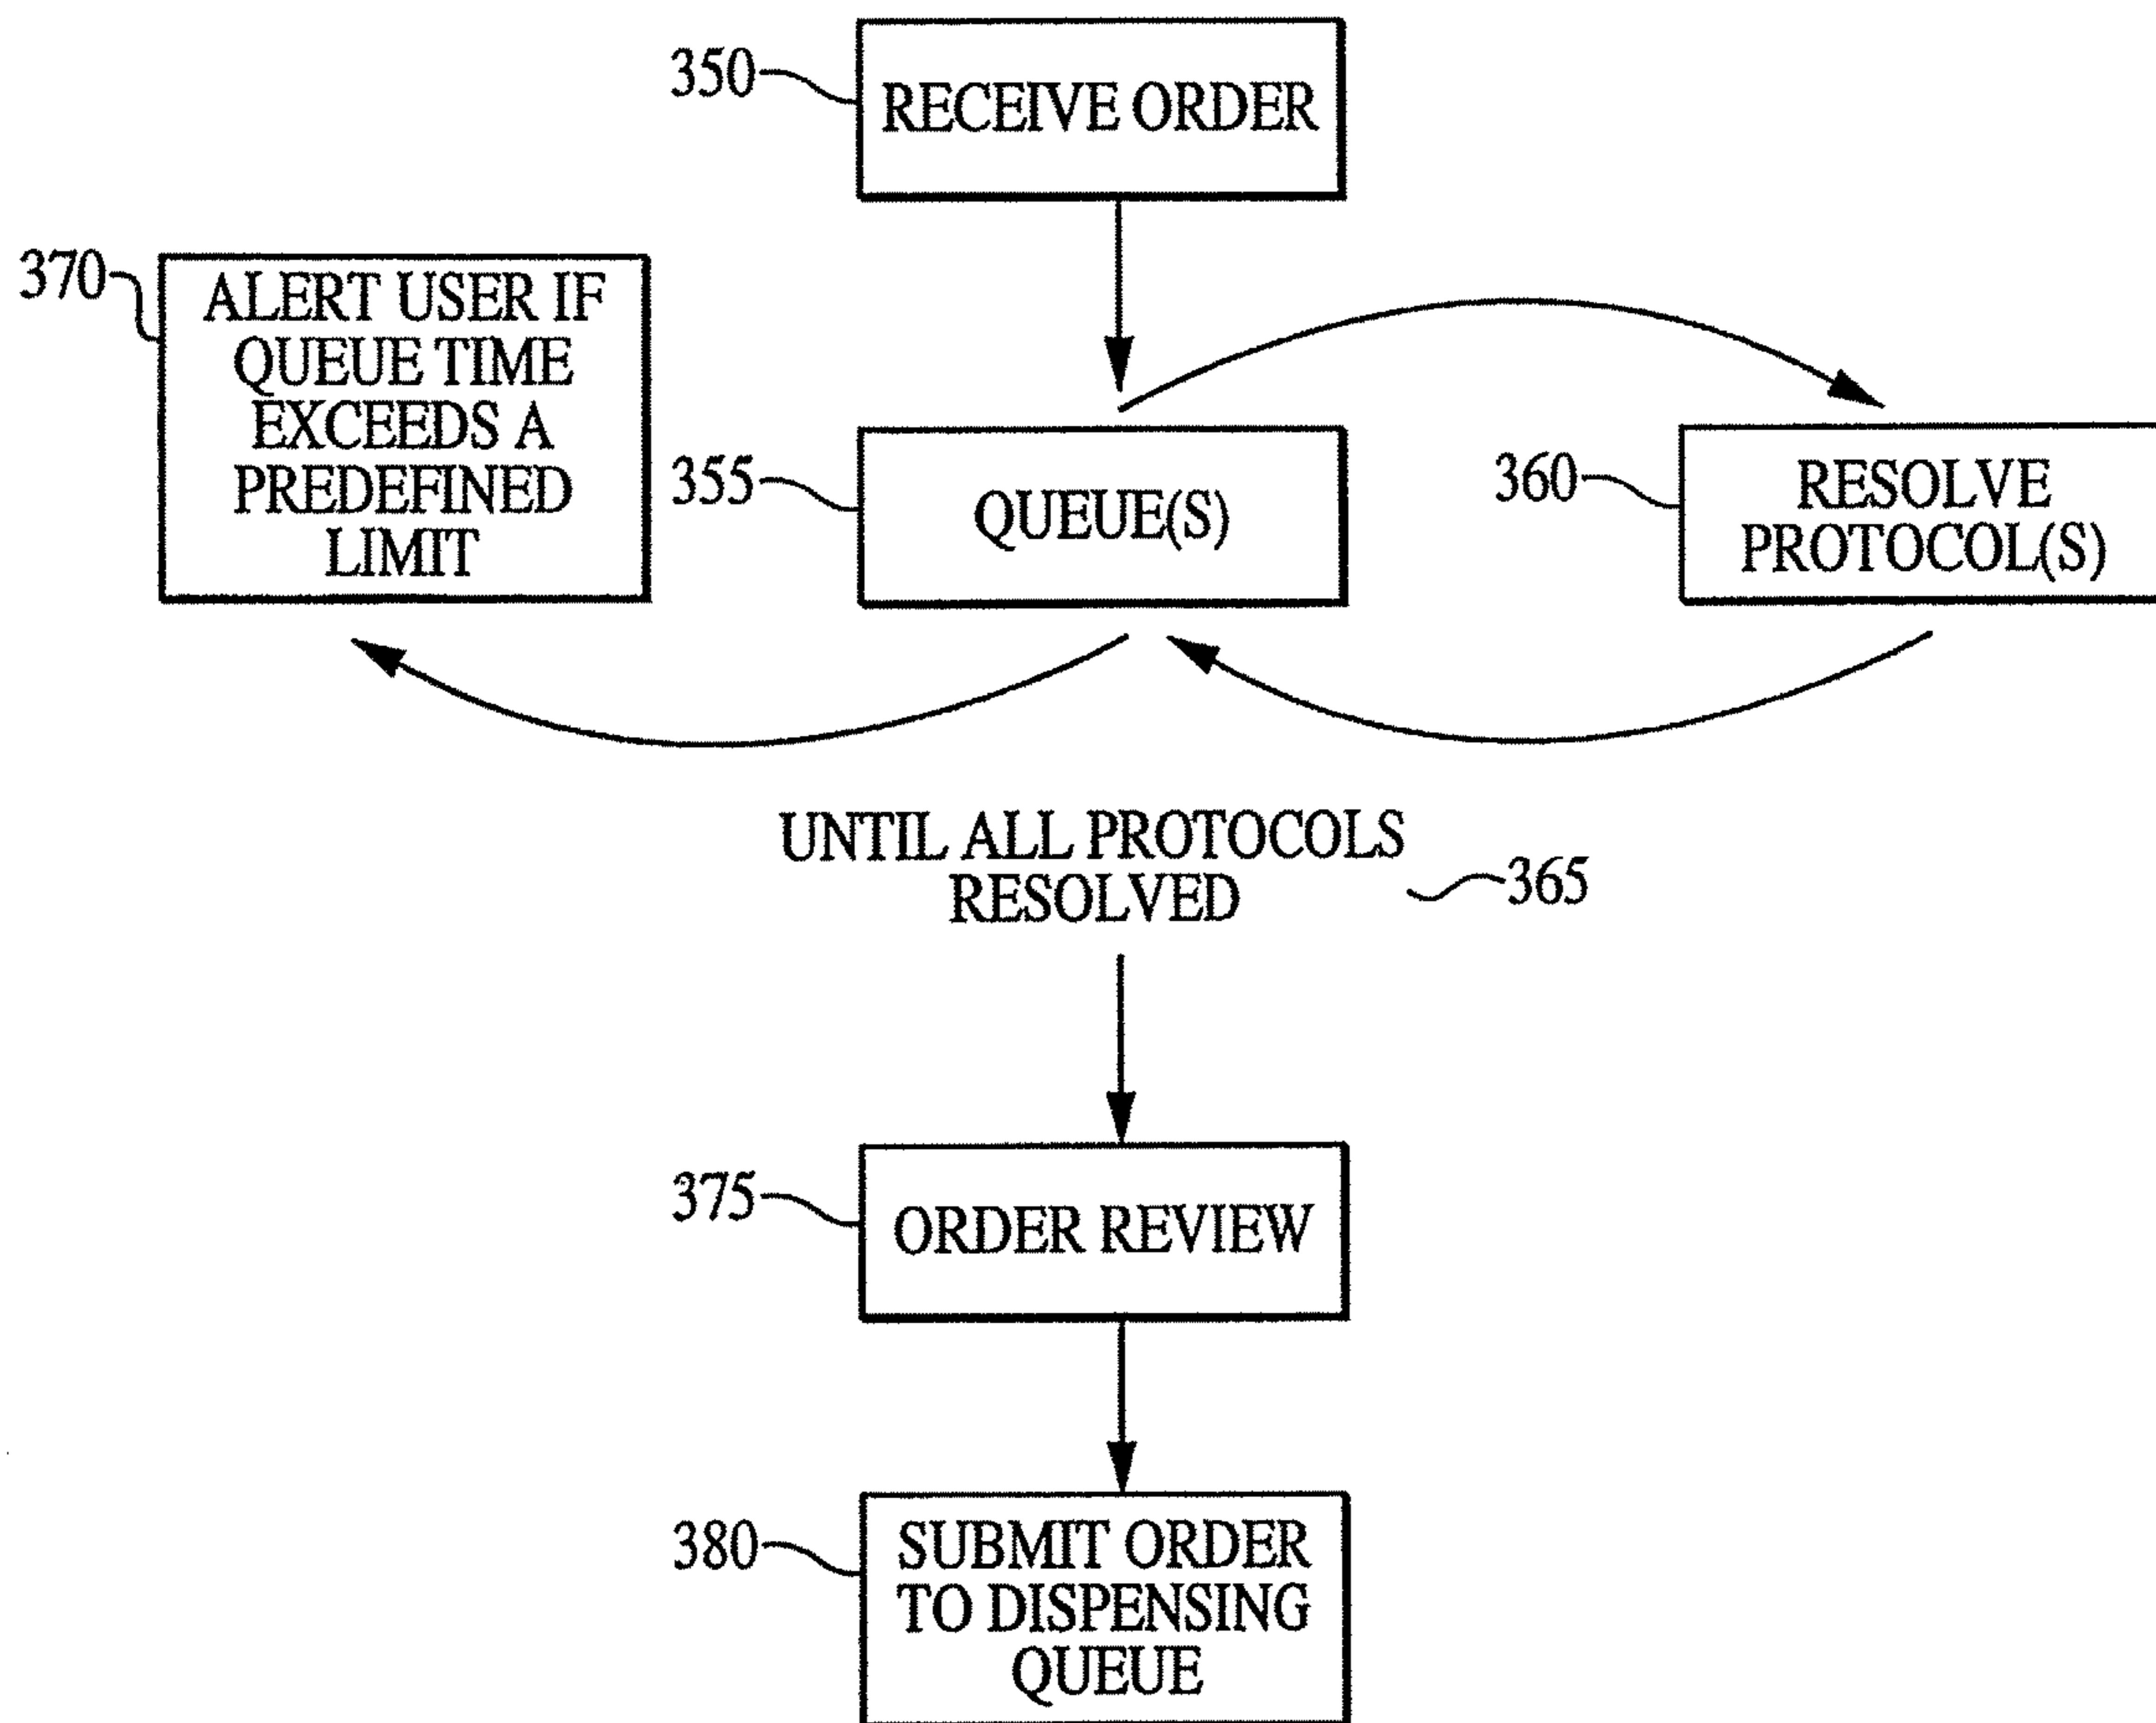 350
RECEIVE ORDER
370
ALERT USER IF
QUEUE TIME
EXCEEDS A
PREDEFINED
LIMIT
355
QUEUE(S)
360
RESOLVE
PROTOCOL(S)
UNTIL ALL PROTOCOLS
RESOLVED
365
375
ORDER REVIEW
380
SUBMIT ORDER
TO DISPENSING
QUEUE